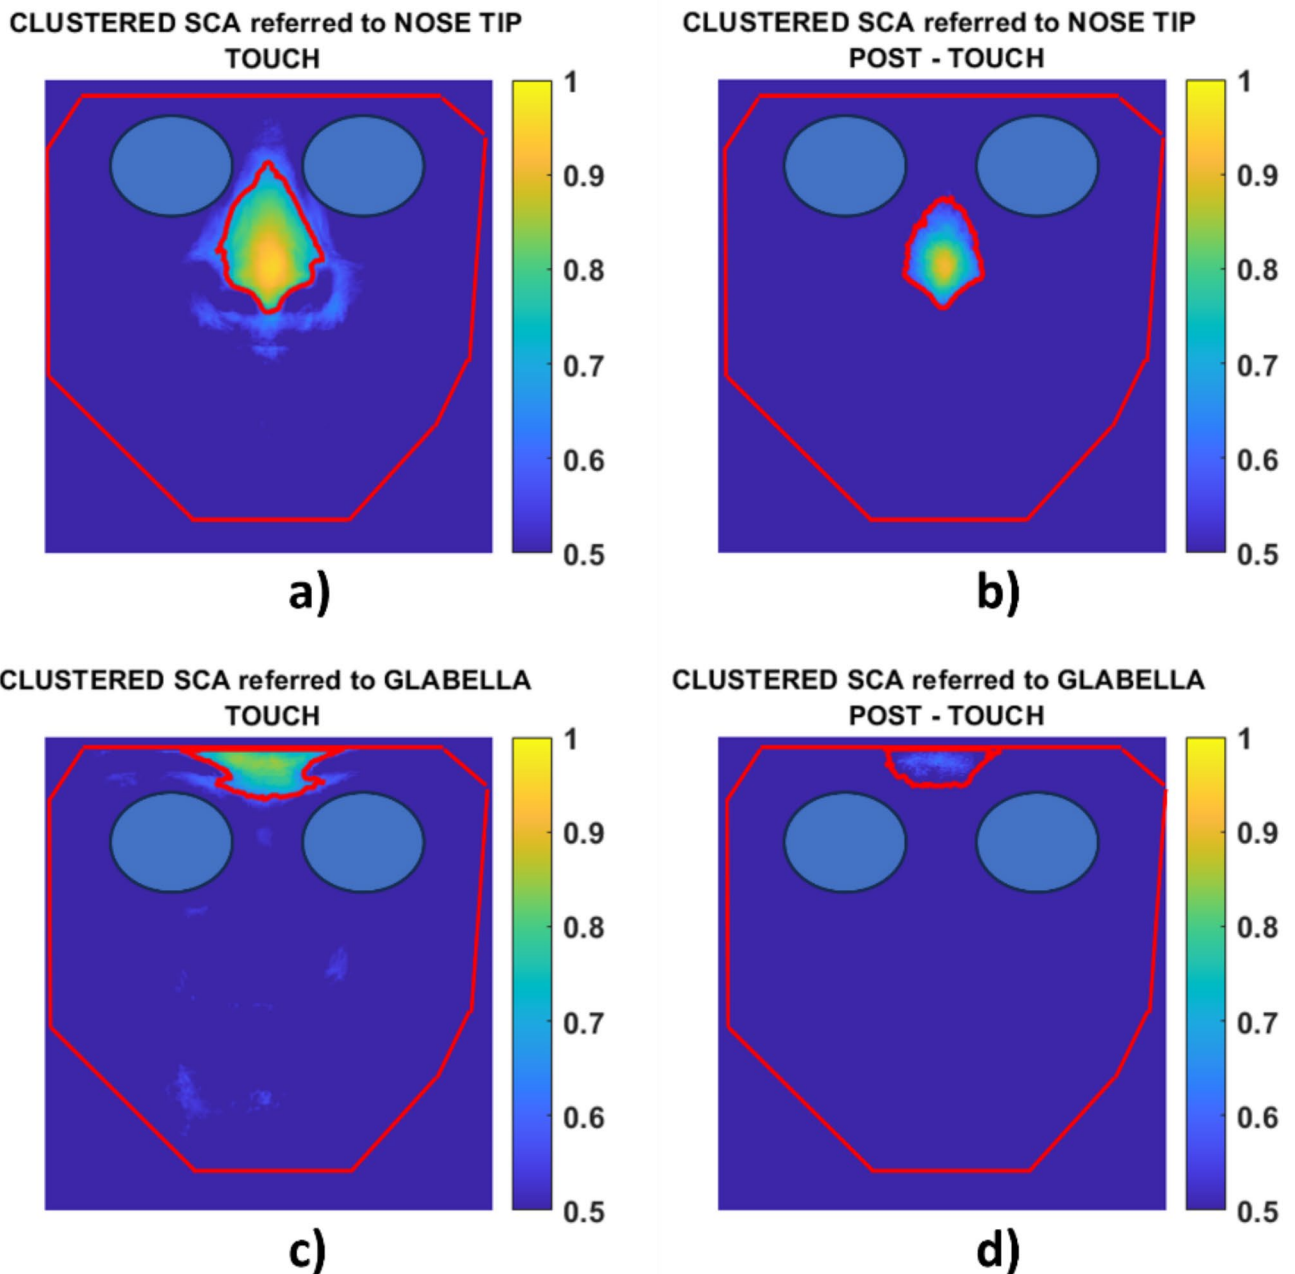 CLUSTERED SCA referred to NOSE TIP
TOUCH
1
0.9
0.8
0.7
0.6
0.5
a)
CLUSTERED SCA referred to NOSE TIP
POST - TOUCH
1
0.9
0.8
0.7
0.6
0.5
b)
CLUSTERED SCA referred to GLABELLA
TOUCH
1
0.9
0.8
0.7
0.6
0.5
c)
CLUSTERED SCA referred to GLABELLA
POST - TOUCH
1
0.9
0.8
0.7
0.6
0.5
d)